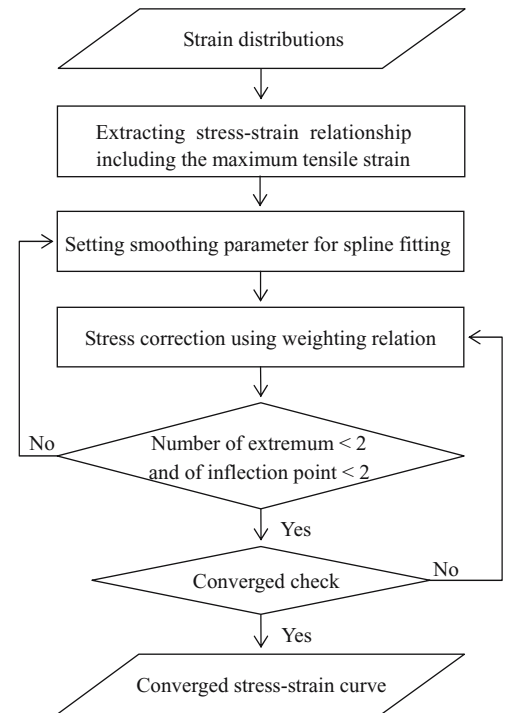 Strain distributions
Extracting stress-strain relationship
including the maximum tensile strain
Setting smoothing parameter for spline fitting
Stress correction using weighting relation
No
Number of extremum < 2
and of inflection point < 2
Yes
Converged check
No
Yes
Converged stress-strain curve